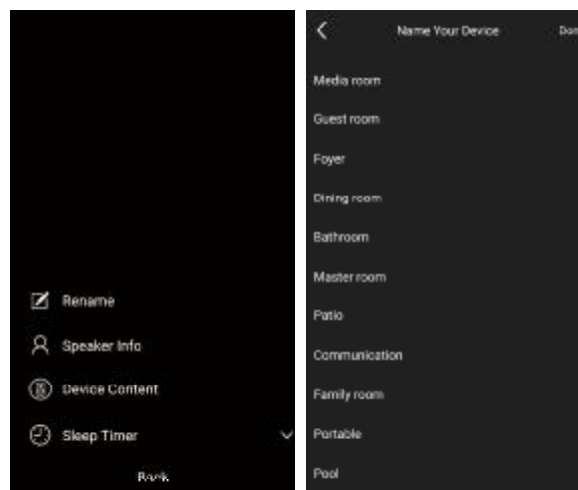 Rename
Speaker Info
Device Content
Sleep Timer
Back
Name Your Device
Media room
Guest room
Foyer
Dining room
Bathroom
Master room
Patio
Communication
Family room
Portable
Pool